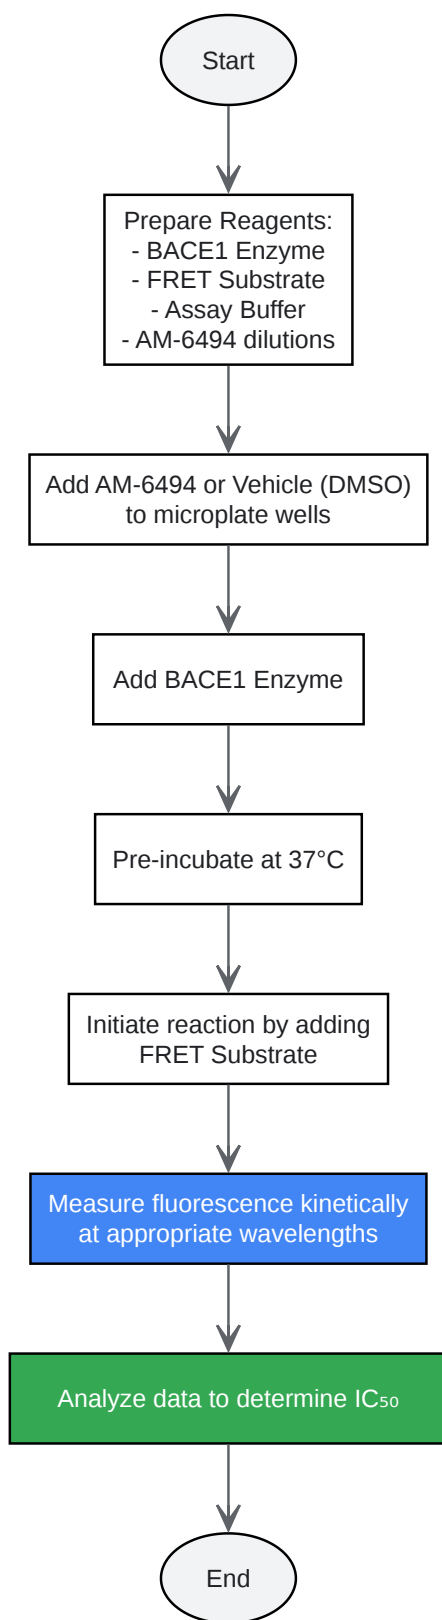 Start
Prepare Reagents:
- BACE1 Enzyme
- FRET Substrate
- Assay Buffer
- AM-6494 dilutions
Add AM-6494 or Vehicle (DMSO)
to microplate wells
Add BACE1 Enzyme
Pre-incubate at 37°C
Initiate reaction by adding
FRET Substrate
Measure fluorescence kinetically
at appropriate wavelengths
Analyze data to determine IC₅₀
End